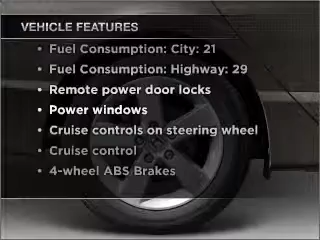 VEHICLE FEATURES
• Fuel Consumption: City: 21
• Fuel Consumption: Highway: 29
• Remote power door locks
• Power windows
• Cruise controls on steering wheel
• Cruise control
• 4-wheel ABS Brakes